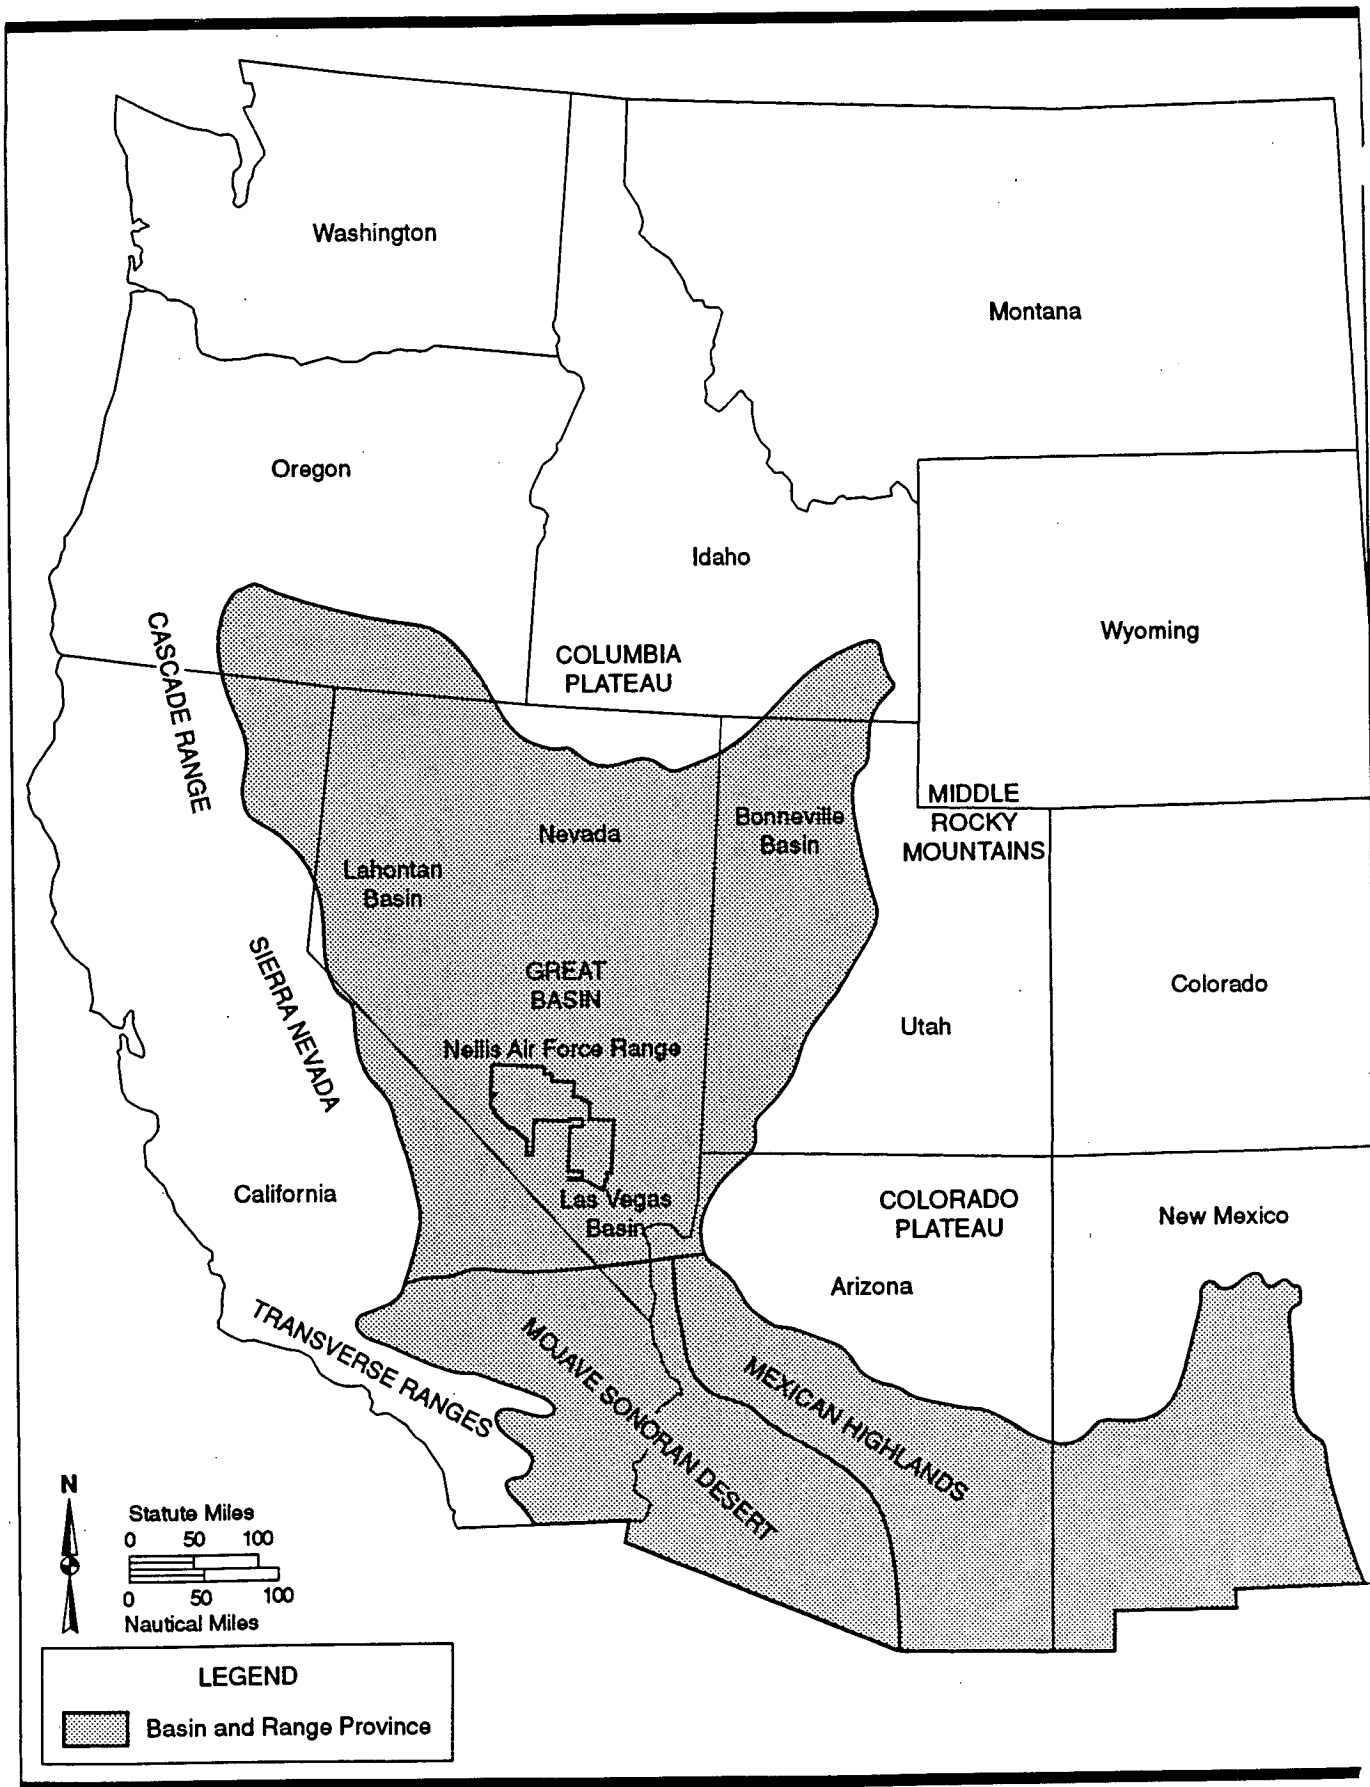 Washington
Montana
Oregon
Idaho
Wyoming
CASCADE RANGE
COLUMBIA
PLATEAU
MIDDLE
ROCKY
MOUNTAINS
Nevada
Bonneville
Basin
Lahontan
Basin
SIERRA NEVADA
GREAT
BASIN
Colorado
Utah
Nellis Air Force Range
California
Las Vegas
Basin
COLORADO
PLATEAU
New Mexico
Arizona
TRANSVERSE RANGES
MOJAVE SONORAN DESERT
MEXICAN HIGHLANDS
N
Statute Miles
0 50 100
0 50 100
Nautical Miles
LEGEND
Basin and Range Province